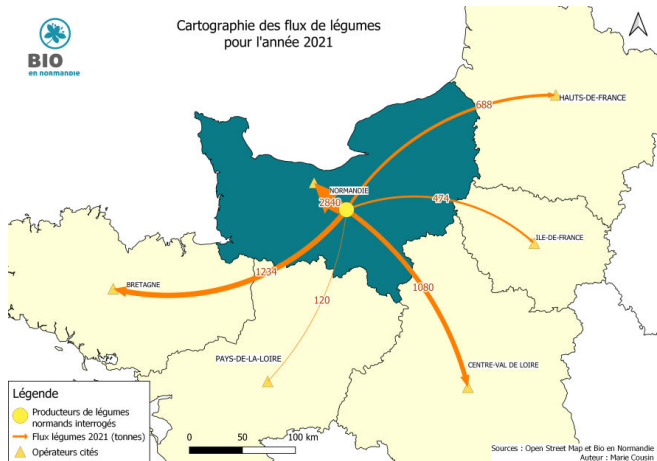 Cartographie des flux de légumes
pour l'année 2021
BIO
en normandie
HAUTS-DE-FRANCE
688
NORMANDIE
2840
474
ILE-DE-FRANCE
1234
BRETAGNE
1080
120
PAYS-DE-LA-LOIRE
CENTRE-VAL DE LOIRE
Légende
Producteurs de légumes
normands interrogés
Flux légumes 2021 (tonnes)
Opérateurs cités
0 50 100 km
Sources : Open Street Map et Bio en Normandie
Auteur : Marie Cousin